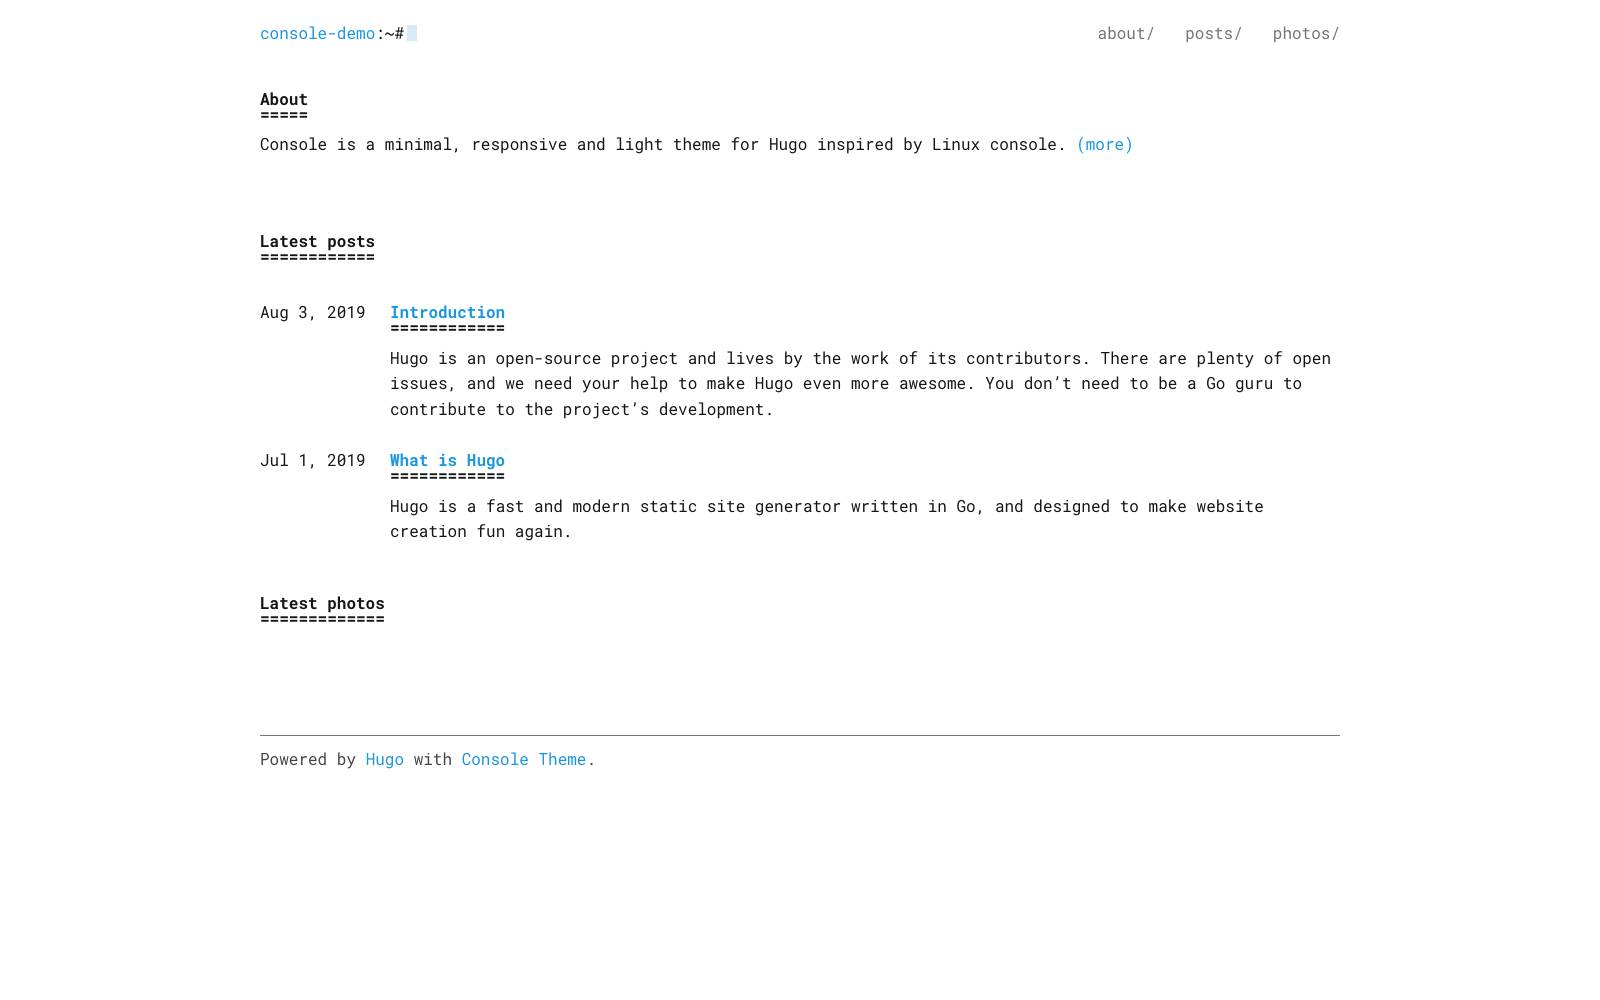 console-demo:~#
about/ posts/ photos/
About
=====
Console is a minimal, responsive and light theme for Hugo inspired by Linux console. (more)
Latest posts
============
Aug 3, 2019 Introduction
============
Hugo is an open-source project and lives by the work of its contributors. There are plenty of open
issues, and we need your help to make Hugo even more awesome. You don’t need to be a Go guru to
contribute to the project’s development.
Jul 1, 2019 What is Hugo
============
Hugo is a fast and modern static site generator written in Go, and designed to make website
creation fun again.
Latest photos
=============
Powered by Hugo with Console Theme.